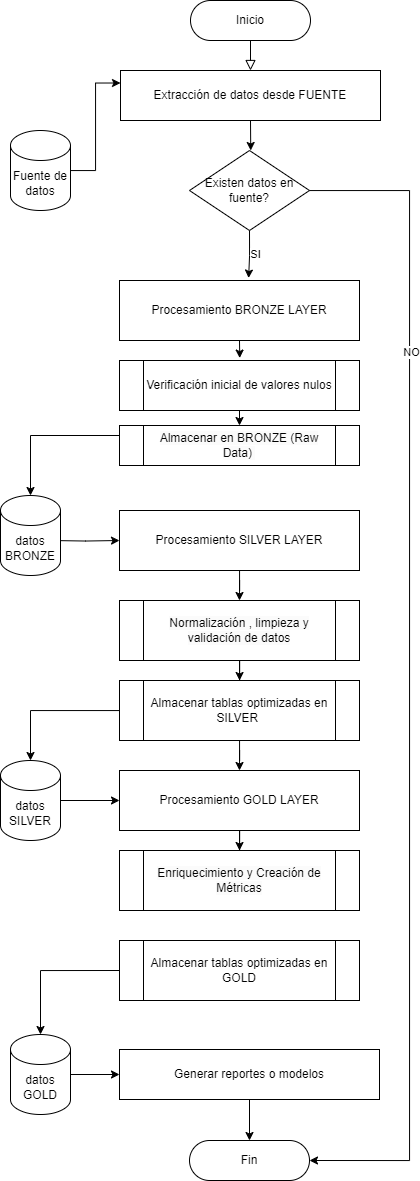 Inicio
Extracción de datos desde FUENTE
Fuente de
datos
Existen datos en
fuente?
SI
Procesamiento BRONZE LAYER
NO
Verificación inicial de valores nulos
Almacenar en BRONZE (Raw
Data)
datos
BRONZE
Procesamiento SILVER LAYER
Normalización , limpieza y
validación de datos
Almacenar tablas optimizadas en
SILVER
datos
SILVER
Procesamiento GOLD LAYER
Enriquecimiento y Creación de
Métricas
Almacenar tablas optimizadas en
GOLD
datos
GOLD
Generar reportes o modelos
Fin